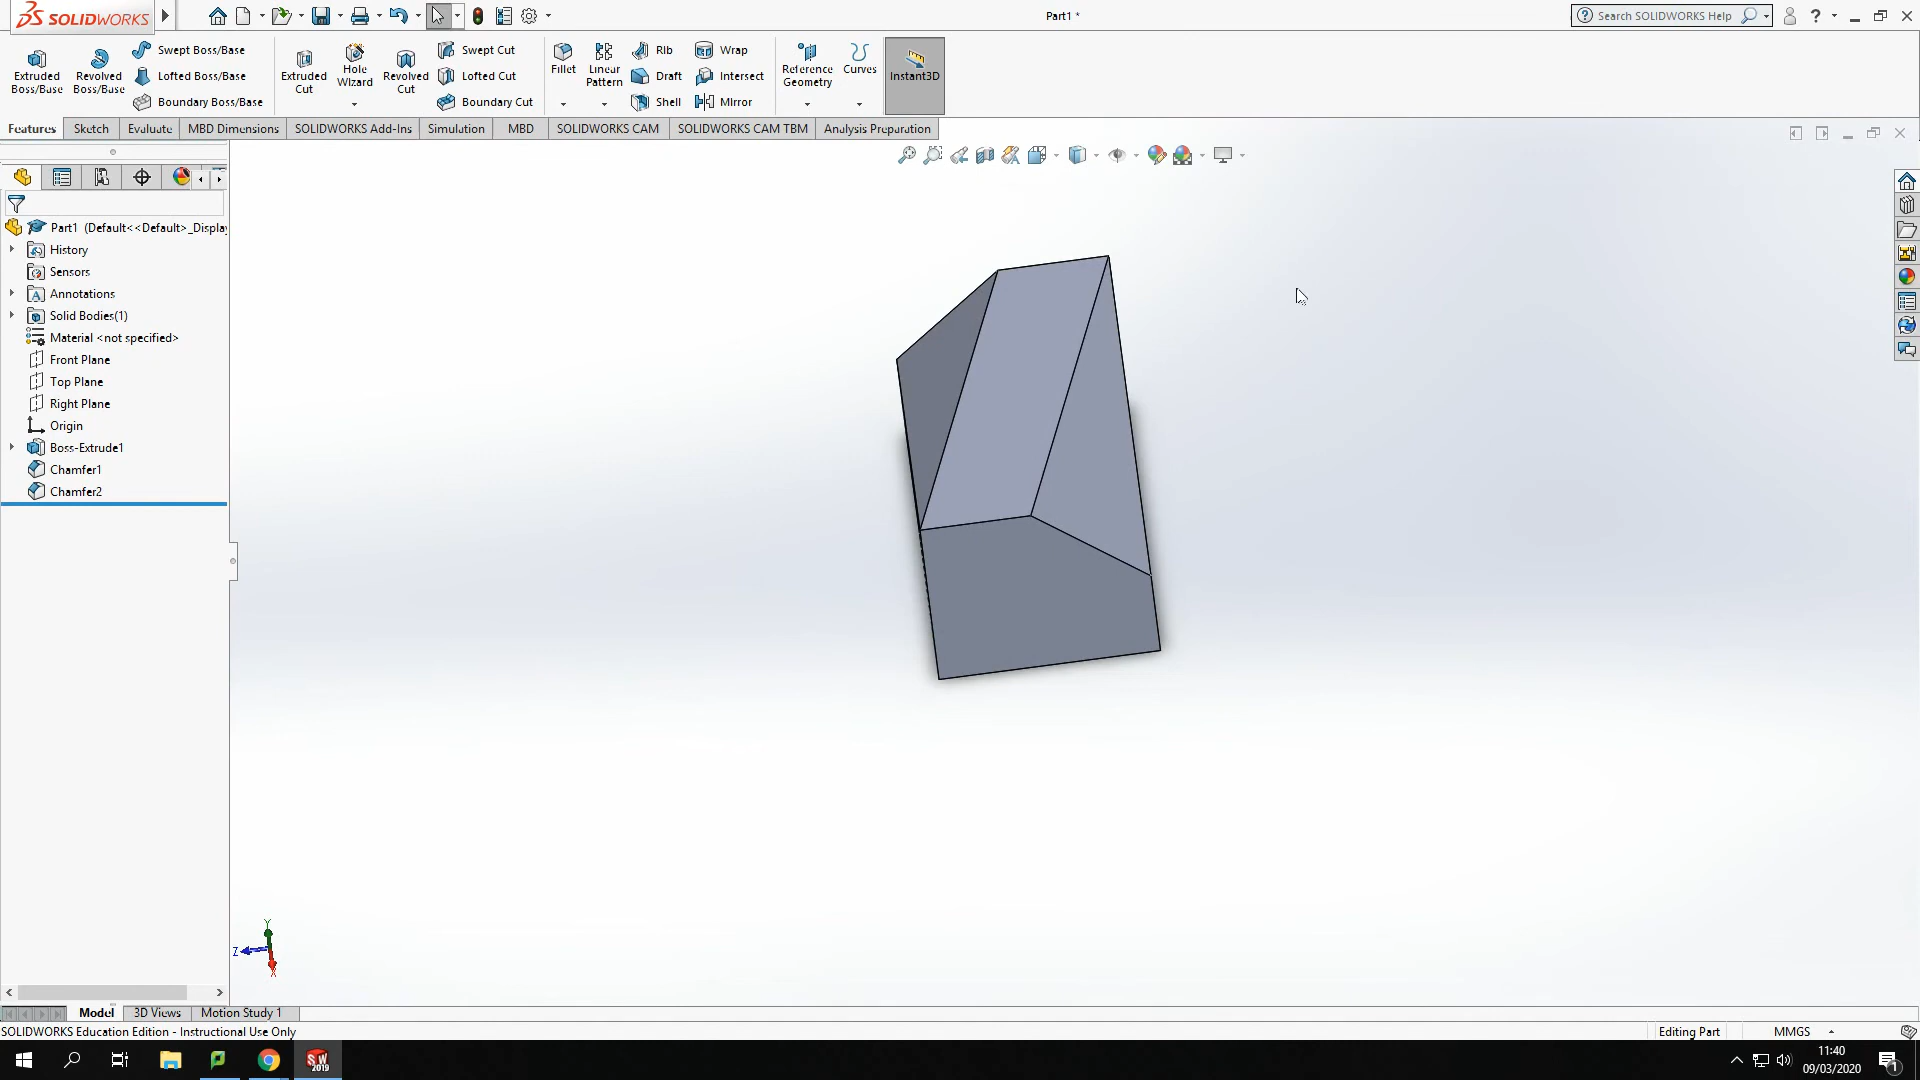 SOLIDWORKS
Part1 *
Search SOLIDWORKS Help
Extruded Boss/Base
Revolved Boss/Base
Swept Boss/Base
Lofted Boss/Base
Boundary Boss/Base
Extruded Cut
Hole Wizard
Revolved Cut
Swept Cut
Lofted Cut
Boundary Cut
Fillet
Linear Pattern
Rib
Draft
Shell
Wrap
Intersect
Mirror
Reference Geometry
Curves
Instant3D
Features
Sketch
Evaluate
MBD Dimensions
SOLIDWORKS Add-Ins
Simulation
MBD
SOLIDWORKS CAM
SOLIDWORKS CAM TBM
Analysis Preparation
Part1 (Default<<Default>_Displa
History
Sensors
Annotations
Solid Bodies(1)
Material <not specified>
Front Plane
Top Plane
Right Plane
Origin
Boss-Extrude1
Chamfer1
Chamfer2
Y
Z
X
Model
3D Views
Motion Study 1
SOLIDWORKS Education Edition - Instructional Use Only
Editing Part
MMGS
SW
2019
11:40
09/03/2020
1